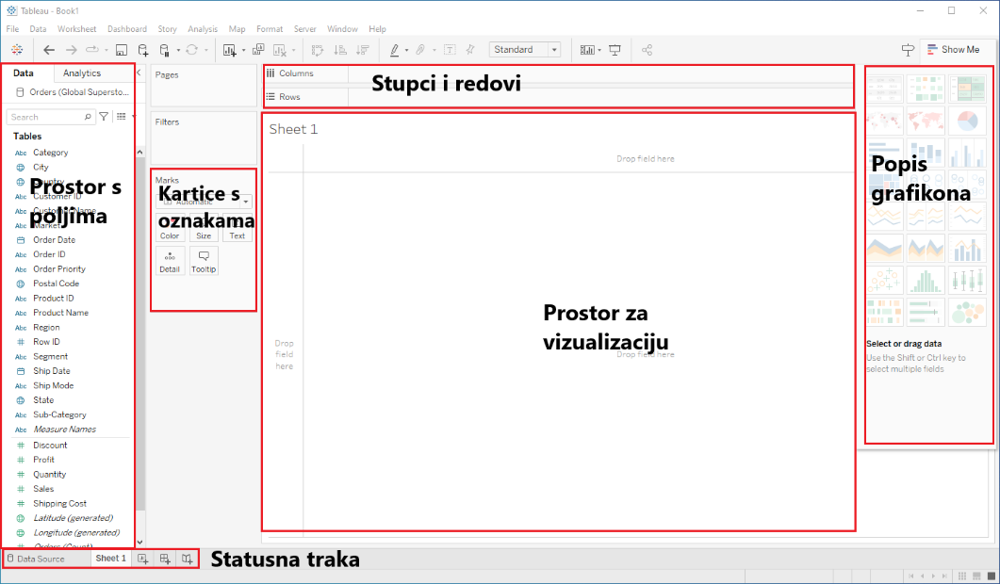 Tableau - Book1
File Data Worksheet Dashboard Story Analysis Map Format Server Window Help
Standard
Show Me
Data Analytics
Orders (Global Supersto...
Search
Tables
Category
City
Country
Customer ID
Customer Name
Market
Order Date
Order ID
Order Priority
Postal Code
Product ID
Product Name
Region
Row ID
Segment
Ship Date
Ship Mode
State
Sub-Category
Measure Names
Discount
Profit
Quantity
Sales
Shipping Cost
Latitude (generated)
Longitude (generated)
Orders (Count)
Prostor s
poljima
Pages
Filters
Marks
Automatic
Color Size Text
Detail Tooltip
Kartice s
oznakama
Columns
Rows
Stupci i redovi
Sheet 1
Drop field here
Drop
field
here
Drop field here
Prostor za
vizualizaciju
Popis
grafikona
Select or drag data
Use the Shift or Ctrl key to
select multiple fields
Data Source Sheet 1
Statusna traka